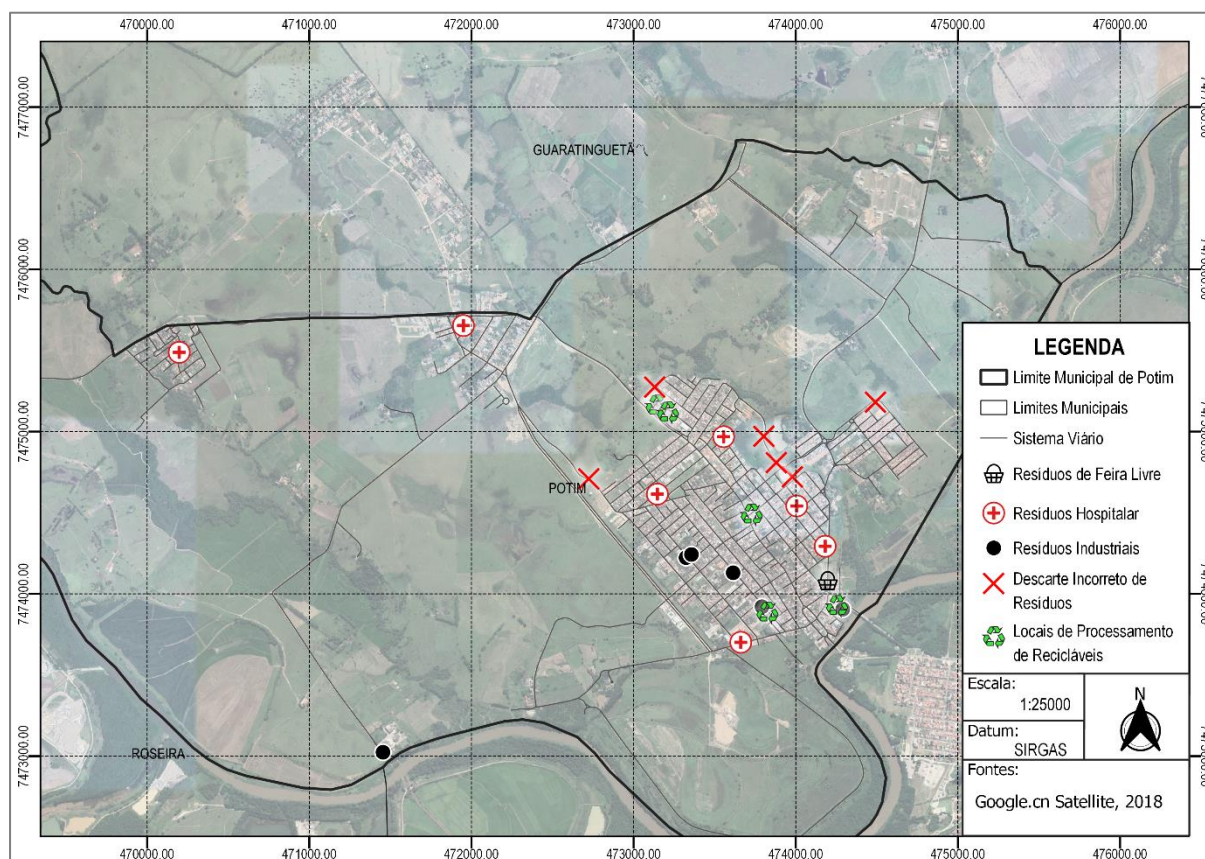 470000.00 471000.00 472000.00 473000.00 474000.00 475000.00 476000.00
7477000.00
7476000.00
7475000.00
7474000.00
7473000.00
GUARATINGUETÁ
POTIM
ROSEIRA
LEGENDA
Limite Municipal de Potim
Limites Municipais
Sistema Viário
Resíduos de Feira Livre
Resíduos Hospitalar
Resíduos Industriais
Descarte Incorreto de
Resíduos
Locais de Processamento
de Recicláveis
Escala:
1:25000
Datum:
SIRGAS
N
Fontes:
Google.cn Satellite, 2018
470000.00 471000.00 472000.00 473000.00 474000.00 475000.00 476000.00